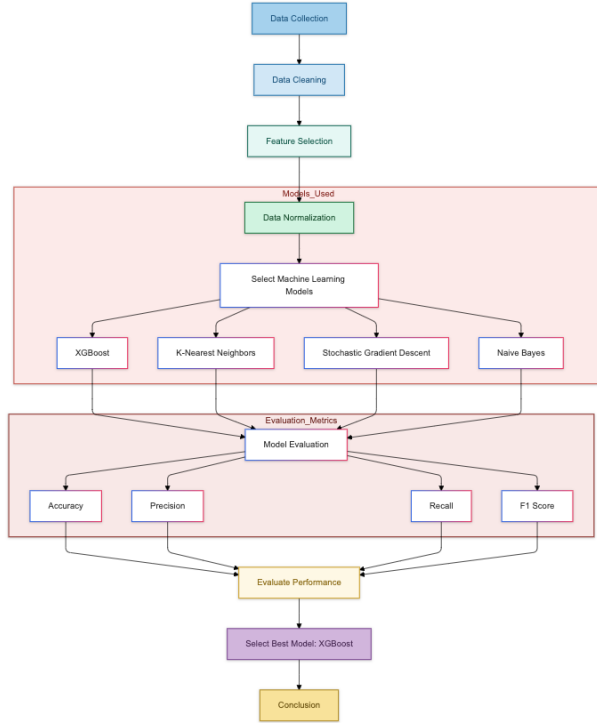 Data Collection
Data Cleaning
Feature Selection
Models_Used
Data Normalization
Select Machine Learning
Models
XGBoost
K-Nearest Neighbors
Stochastic Gradient Descent
Naive Bayes
Evaluation_Metrics
Model Evaluation
Accuracy
Precision
Recall
F1 Score
Evaluate Performance
Select Best Model: XGBoost
Conclusion